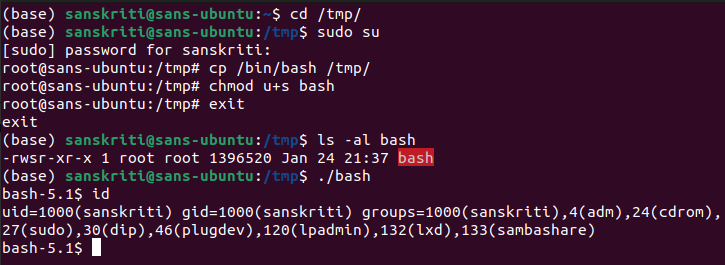 (base) sanskriti@sans-ubuntu:~$ cd /tmp/
(base) sanskriti@sans-ubuntu:/tmp$ sudo su
[sudo] password for sanskriti:
root@sans-ubuntu:/tmp# cp /bin/bash /tmp/
root@sans-ubuntu:/tmp# chmod u+s bash
root@sans-ubuntu:/tmp# exit
exit
(base) sanskriti@sans-ubuntu:/tmp$ ls -al bash
-rwsr-xr-x 1 root root 1396520 Jan 24 21:37 bash
(base) sanskriti@sans-ubuntu:/tmp$ ./bash
bash-5.1$ id
uid=1000(sanskriti) gid=1000(sanskriti) groups=1000(sanskriti),4(adm),24(cdrom),
27(sudo),30(dip),46(plugdev),120(lpadmin),132(lxd),133(sambashare)
bash-5.1$